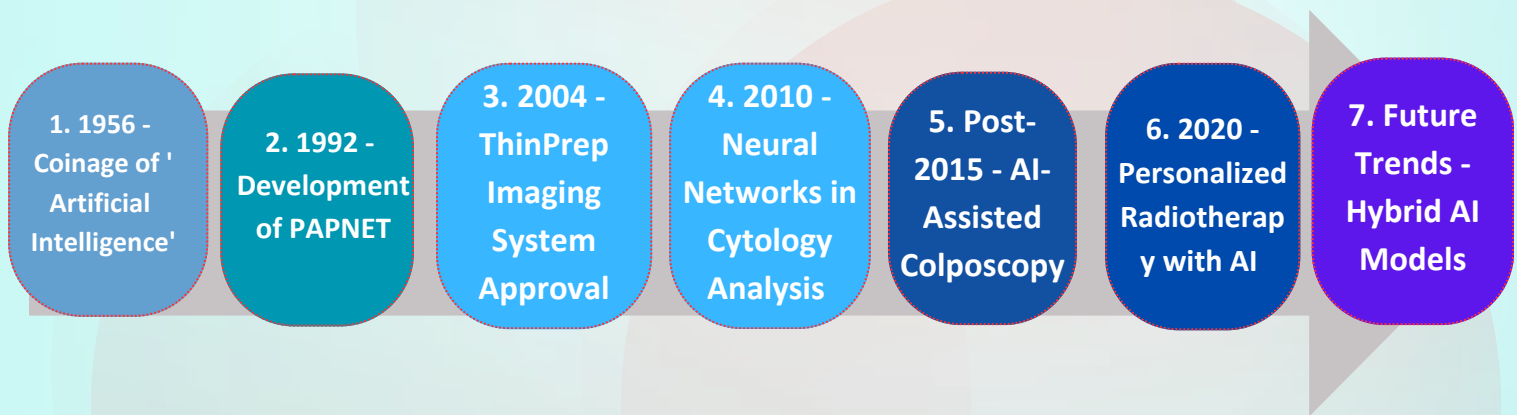 1. 1956 -
Coinage of '
Artificial
Intelligence'
2. 1992 -
Development
of PAPNET
3. 2004 -
ThinPrep
Imaging
System
Approval
4. 2010 -
Neural
Networks in
Cytology
Analysis
5. Post-
2015 - AI-
Assisted
Colposcopy
6. 2020 -
Personalized
Radiotherap
y with AI
7. Future
Trends -
Hybrid AI
Models